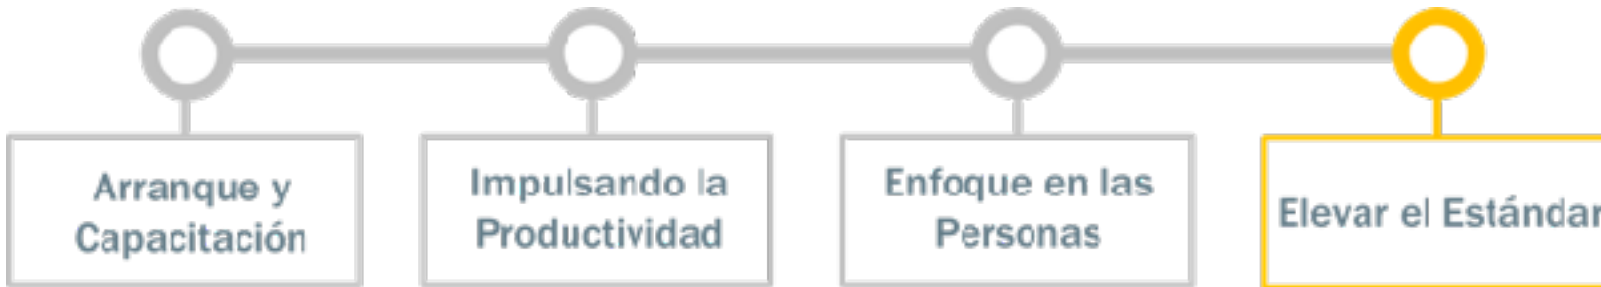 Arranque y
Capacitación
Impulsando la
Productividad
Enfoque en las
Personas
Elevar el Estándar